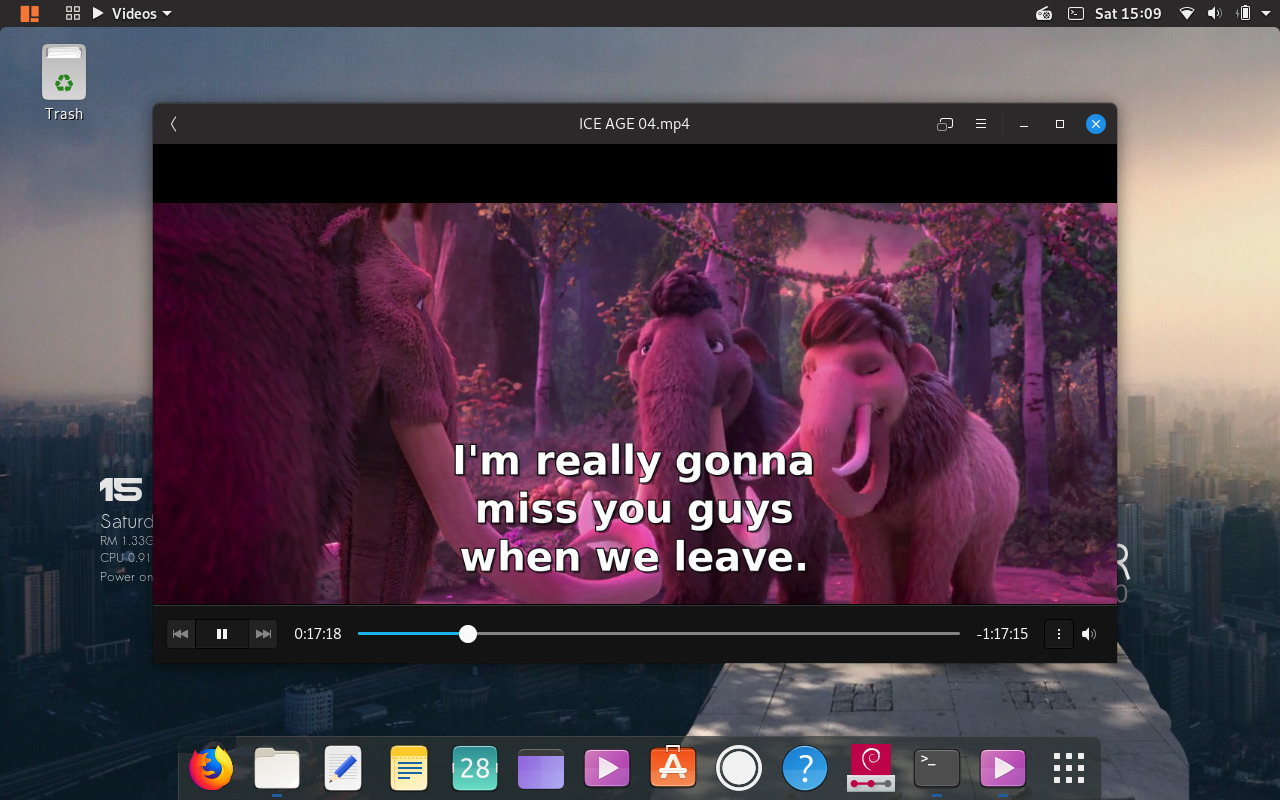 Videos
Sat 15:09
Trash
ICE AGE 04.mp4
I'm really gonna
miss you guys
when we leave.
15
Saturd
RM 1.33G
CPU 0.91
Power on
R
0
0:17:18
-1:17:15
28
?
>_